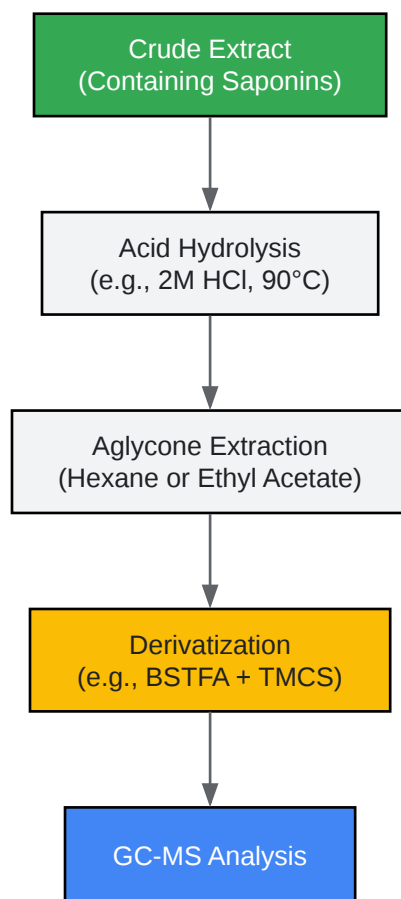 Crude Extract
(Containing Saponins)
Acid Hydrolysis
(e.g., 2M HCl, 90°C)
Aglycone Extraction
(Hexane or Ethyl Acetate)
Derivatization
(e.g., BSTFA + TMCS)
GC-MS Analysis